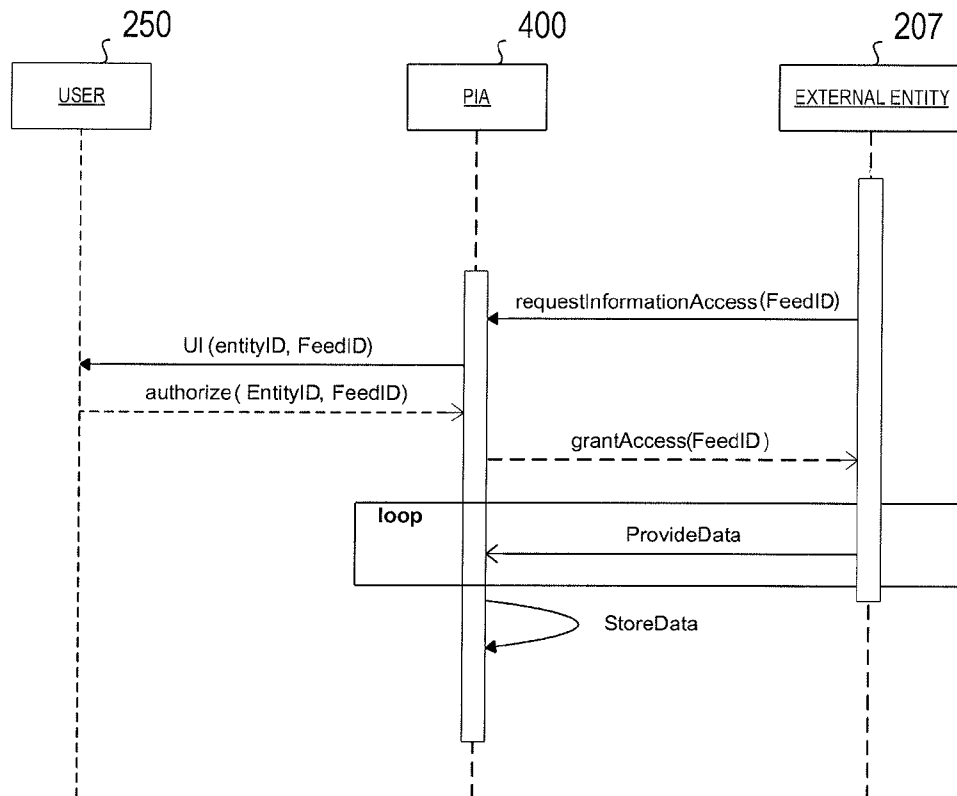 250
400
207
USER
PIA
EXTERNAL ENTITY
requestInformationAccess(FeedID)
UI (entityID, FeedID)
authorize( EntityID, FeedID)
grantAccess(FeedID )
loop
ProvideData
StoreData